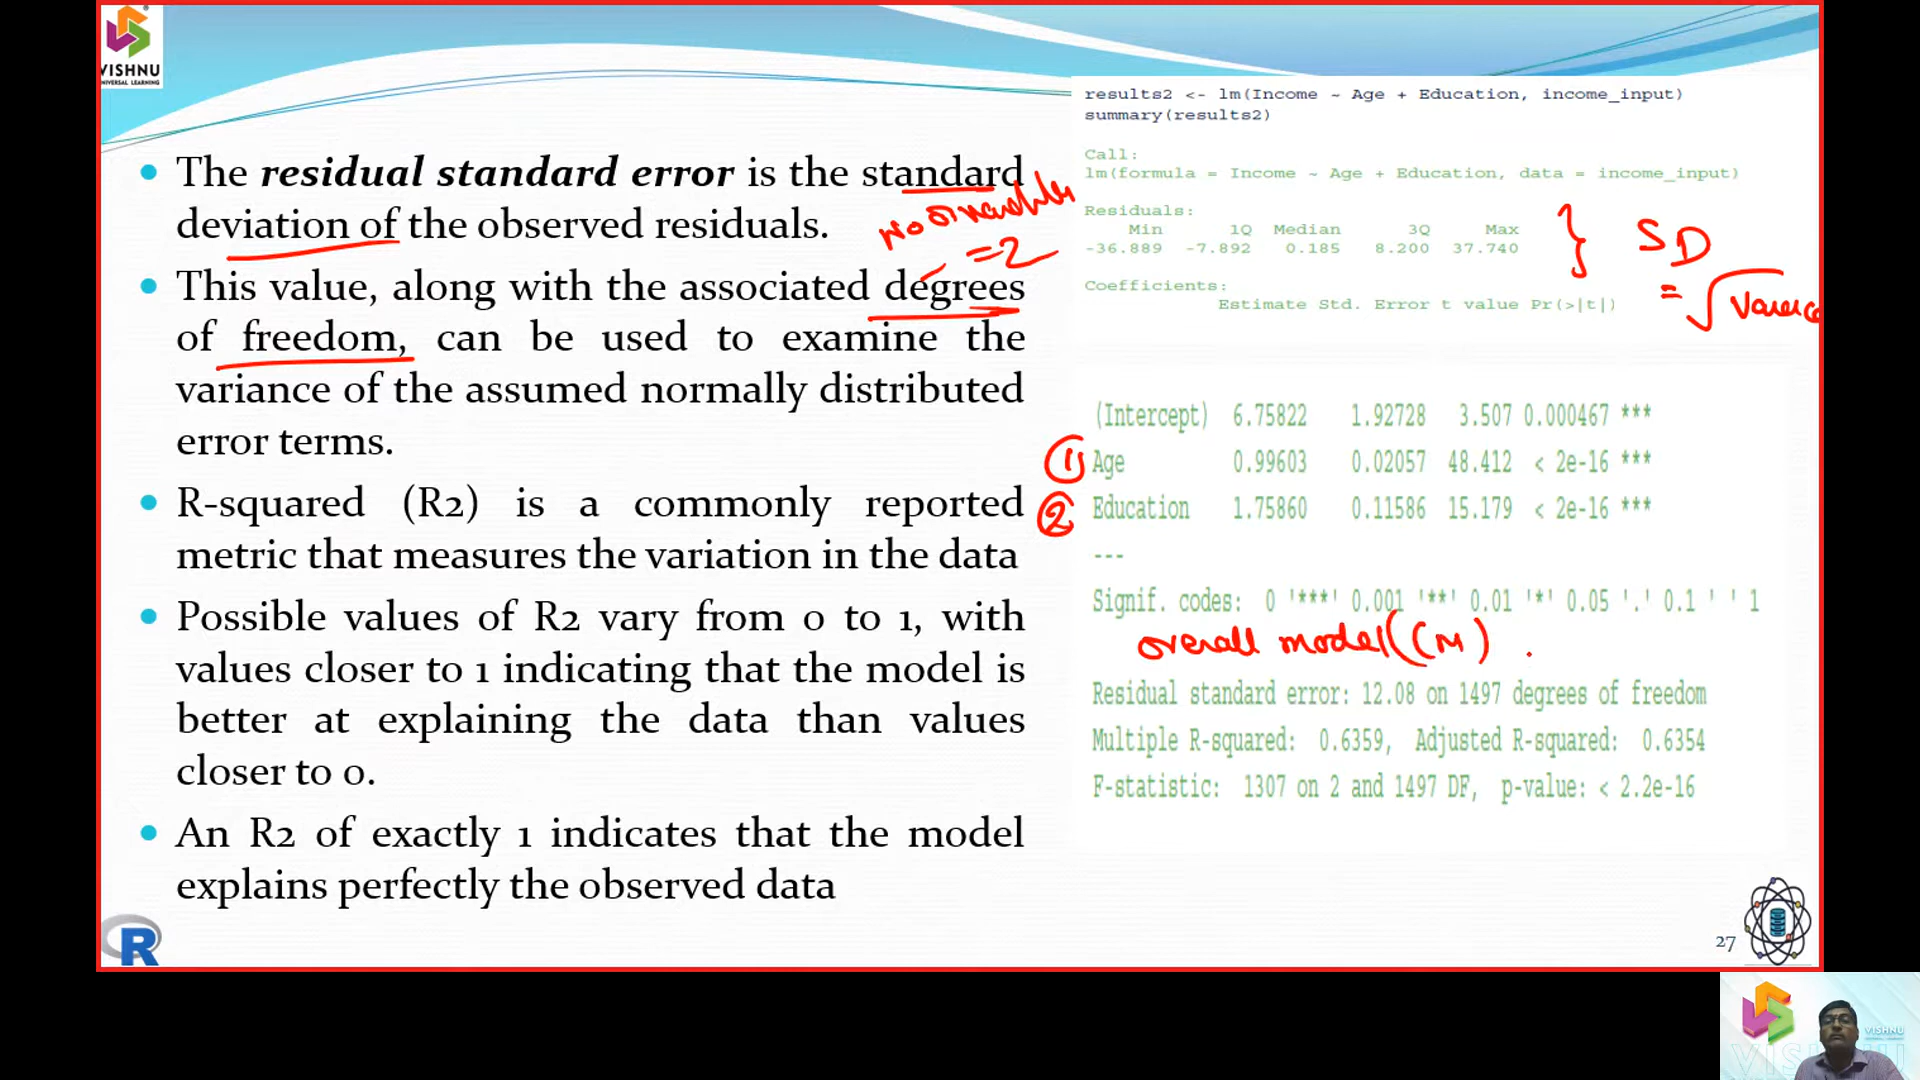 VISHNU
UNIVERSAL LEARNING
• The residual standard error is the standard
deviation of the observed residuals.
• This value, along with the associated degrees
of freedom, can be used to examine the
variance of the assumed normally distributed
error terms.
• R-squared (R2) is a commonly reported
metric that measures the variation in the data
• Possible values of R2 vary from 0 to 1, with
values closer to 1 indicating that the model is
better at explaining the data than values
closer to 0.
• An R2 of exactly 1 indicates that the model
explains perfectly the observed data
No of variables
= 2
results2 <- lm(Income ~ Age + Education, income_input)
summary(results2)
Call:
lm(formula = Income ~ Age + Education, data = income_input)
Residuals:
Min 1Q Median 3Q Max
-36.889 -7.892 0.185 8.200 37.740
} SD
= √
Coefficients:
Estimate Std. Error t value Pr(>|t|)
(Intercept) 6.75822 1.92728 3.507 0.000467 ***
① Age 0.99603 0.02057 48.412 < 2e-16 ***
② Education 1.75860 0.11586 15.179 < 2e-16 ***
---
Signif. codes: 0 '***' 0.001 '**' 0.01 '*' 0.05 '.' 0.1 ' ' 1
overall model((M) .
Residual standard error: 12.08 on 1497 degrees of freedom
Multiple R-squared: 0.6359, Adjusted R-squared: 0.6354
F-statistic: 1307 on 2 and 1497 DF, p-value: < 2.2e-16
R
27
VISHNU